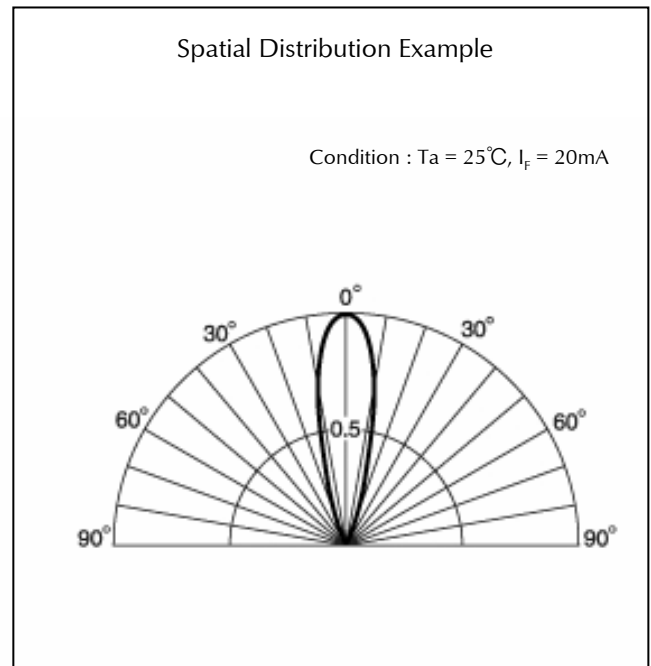 Spatial Distribution Example
Condition : Ta = 25℃, IF = 20mA
0°
30° 30°
60° 60°
0.5
90° 90°